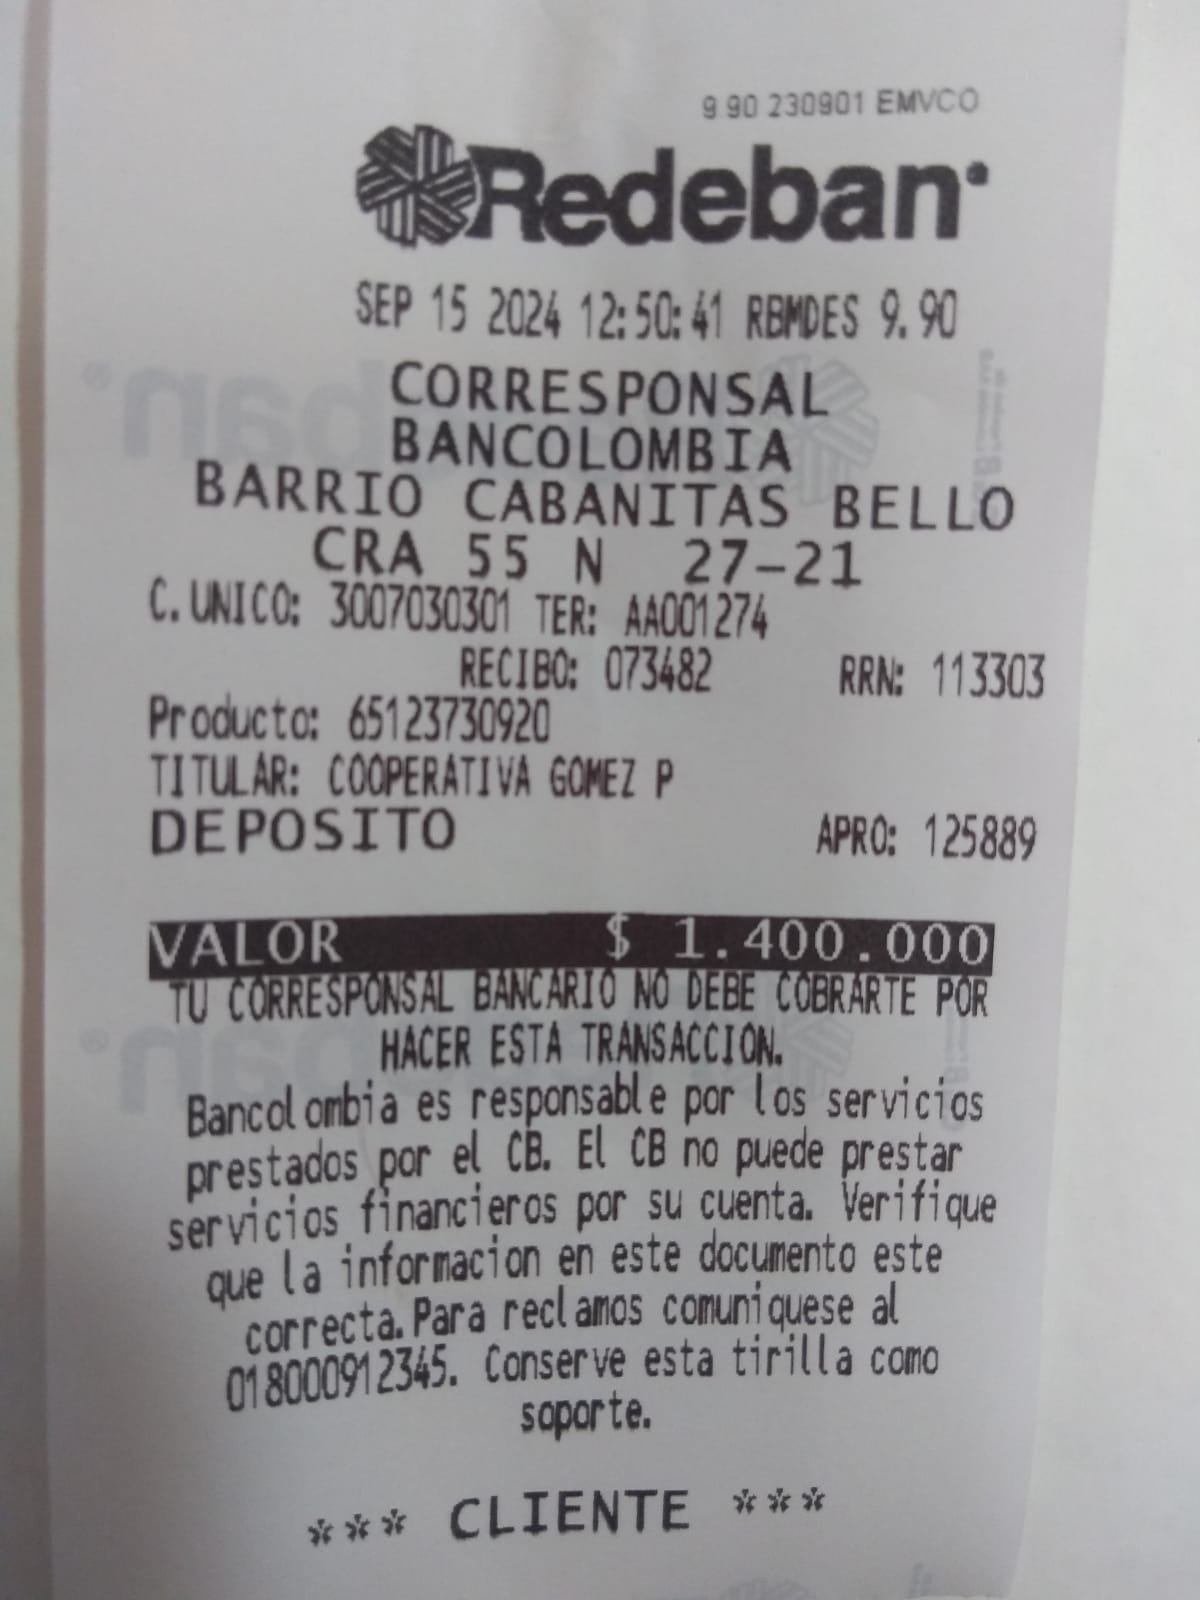 9.90 230901 EMVCO
Redeban
SEP 15 2024 12:50:41 RBMDES 9.90
CORRESPONSAL
BANCOLOMBIA
BARRIO CABANITAS BELLO
CRA 55 N 27-21
C. UNICO: 3007030301 TER: AA001274
RECIBO: 073482 RRN: 113303
Producto: 65123730920
TITULAR: COOPERATIVA GOMEZ P
DEPOSITO APRO: 125889
VALOR $ 1.400.000
TU CORRESPONSAL BANCARIO NO DEBE COBRARTE POR
HACER ESTA TRANSACCION.
Bancolombia es responsable por los servicios
prestados por el CB. El CB no puede prestar
servicios financieros por su cuenta. Verifique
que la informacion en este documento este
correcta. Para reclamos comuniquese al
018000912345. Conserve esta tirilla como
soporte.
*** CLIENTE ***